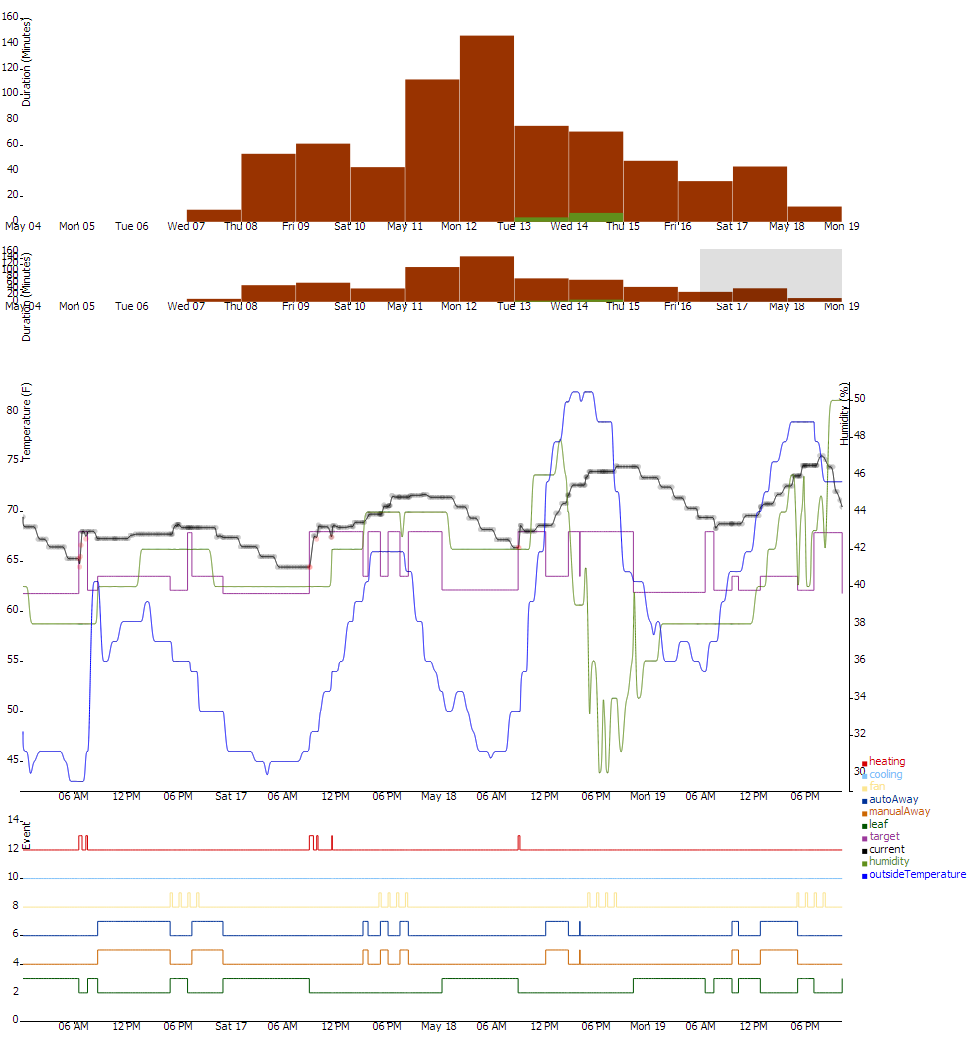 160
Duration (Minutes)
140
120
100
80
60
40
20
0
May 04 Mon 05 Tue 06 Wed 07 Thu 08 Fri 09 Sat 10 May 11 Mon 12 Tue 13 Wed 14 Thu 15 Fri 16 Sat 17 May 18 Mon 19
160
Duration (Minutes)
May 04 Mon 05 Tue 06 Wed 07 Thu 08 Fri 09 Sat 10 May 11 Mon 12 Tue 13 Wed 14 Thu 15 Fri 16 Sat 17 May 18 Mon 19
Temperature (F)
80
75
70
65
60
55
50
45
Humidity (%)
50
48
46
44
42
40
38
36
34
32
30
06 AM 12 PM 06 PM Sat 17 06 AM 12 PM 06 PM May 18 06 AM 12 PM 06 PM Mon 19 06 AM 12 PM 06 PM
heating
cooling
fan
autoAway
manualAway
leaf
target
current
humidity
outsideTemperature
Event
14
12
10
8
6
4
2
0
06 AM 12 PM 06 PM Sat 17 06 AM 12 PM 06 PM May 18 06 AM 12 PM 06 PM Mon 19 06 AM 12 PM 06 PM